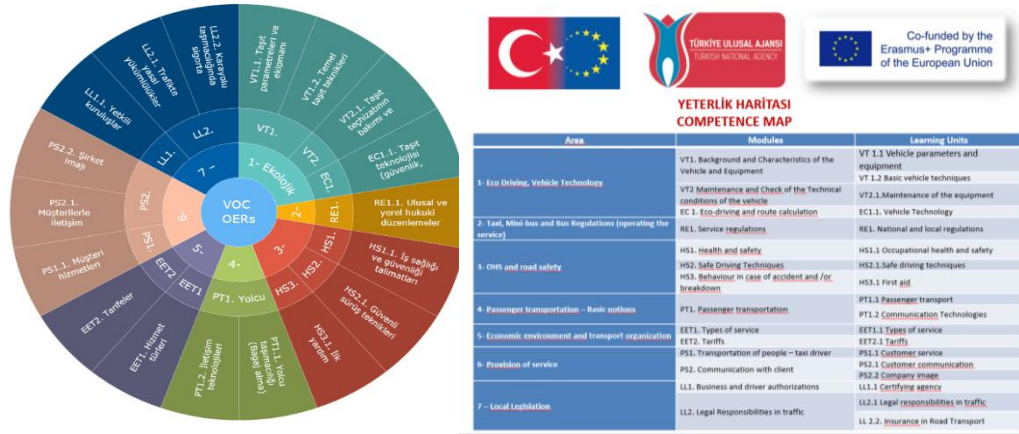 VOC
OERs
1- Ekolojik
2-
3-
4-
5-
6-
7 -
VT1.
VT2.
EC1.
RE1.
HS1.
HS2.
HS3.
PT1. Yolcu
EET1
EET2
PS1.
PS2.
LL1.
LL2.
VT1.1. Taşıt
parametreleri ve
ekipmanı
VT1.2. Temel
taşıt teknikleri
VT2.1. Taşıt
teçhizatının
bakımı ve
EC1.1. Taşıt
teknolojisi
(güvenlik,
RE1.1. Ulusal ve
yerel hukuki
düzenlemeler
HS1.1. İş sağlığı
ve güvenliği
talimatları
HS2.1. Güvenli
sürüş teknikleri
HS3.1. İlk
yardım
PT1.1. Yolcu
taşımacılığı
(Bagaj alma)
PT1.2. İletişim
teknolojileri
EET1. Hizmet
türleri
EET2. Tarifeler
PS1.1. Müşteri
hizmetleri
PS2.1.
Müşterilerle
iletişim
PS2.2. Şirket
imajı
LL1.1. Yetkili
kuruluşlar
LL2.1. Trafikte
yasal
yükümlülükler
LL2.2. Karayolu
taşımacılığında
sigorta
TÜRKİYE ULUSAL AJANSI
TURKISH NATIONAL AGENCY
Co-funded by the
Erasmus+ Programme
of the European Union
YETERLİK HARİTASI
COMPETENCE MAP
Area
Modules
Learning Units
1- Eco Driving, Vehicle Technology
VT1. Background and Characteristics of the
Vehicle and Equipment
VT 1.1 Vehicle parameters and
equipment
VT 1.2 Basic vehicle techniques
VT2 Maintenance and Check of the Technical
conditions of the vehicle
VT2.1.Maintenance of the equipment
EC 1. Eco-driving and route calculation
EC1.1. Vehicle Technology
2- Taxi, Mini-bus and Bus Regulations (operating the
service)
RE1. Service regulations
RE1. National and local regulations
3- OHS and road safety
HS1. Health and safety
HS1.1 Occupational health and safety
HS2. Safe Driving Techniques
HS2.1.Safe driving techniques
HS3. Behaviour in case of accident and /or
breakdown
HS3.1 First aid
4- Passenger transportation – Basic notions
PT1. Passenger transportation
PT1.1 Passenger transport
PT1.2 Communication Technologies
5- Economic environment and transport organization
EET1. Types of service
EET1.1 Types of service
EET2. Tariffs
EET2.1 Tariffs
6- Provision of service
PS1. Transportation of people – taxi driver
PS1.1 Customer service
PS2. Communication with client
PS2.1 Customer communication
PS2.2 Company image
7 – Local Legislation
LL1. Business and driver authorizations
LL1.1 Certifying agency
LL2. Legal Responsibilities in traffic
LL2.1 Legal responsibilities in traffic
LL 2.2. Insurance in Road Transport